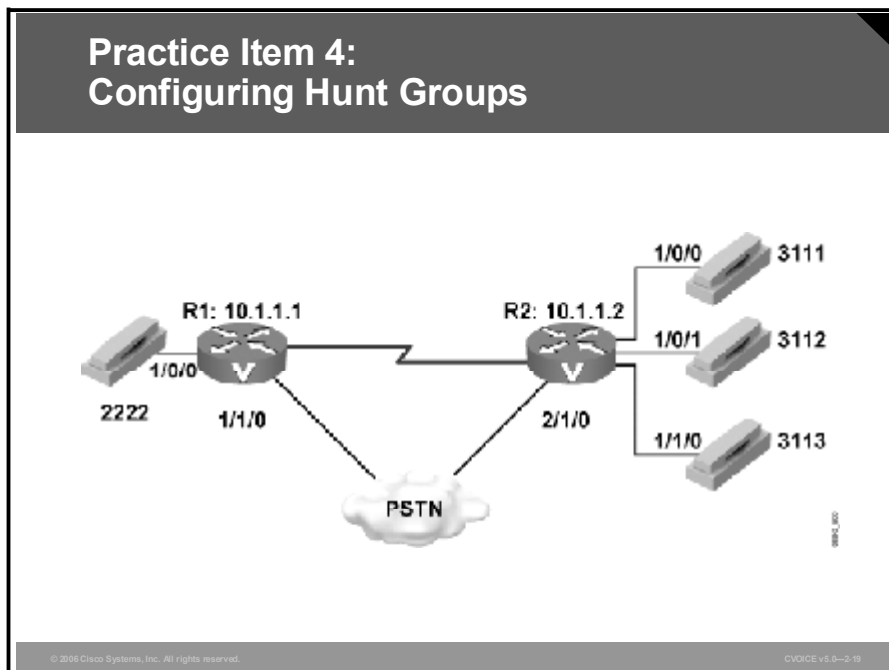 Practice Item 4:
Configuring Hunt Groups
1/0/0
3111
R1: 10.1.1.1
R2: 10.1.1.2
1/0/1
3112
1/0/0
V
V
2222
1/1/0
2/1/0
1/1/0
3113
PSTN
© 2006 Cisco Systems, Inc. All rights reserved.
CVOICE v5.0—2-19